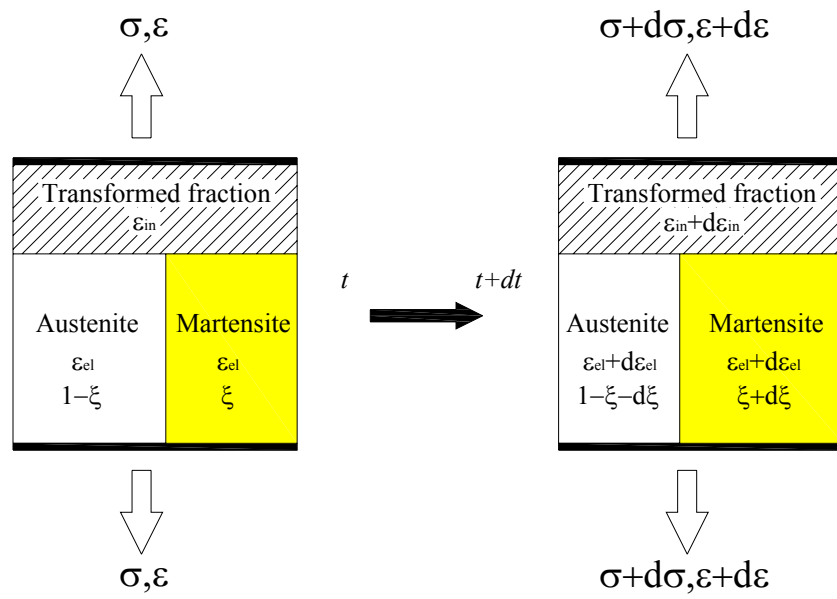 σ,ε
σ+dσ,ε+dε
Transformed fraction
εin
Transformed fraction
εin+dεin
t
t+dt
Austenite
εel
1−ξ
Martensite
εel
ξ
Austenite
εel+dεel
1−ξ−dξ
Martensite
εel+dεel
ξ+dξ
σ,ε
σ+dσ,ε+dε